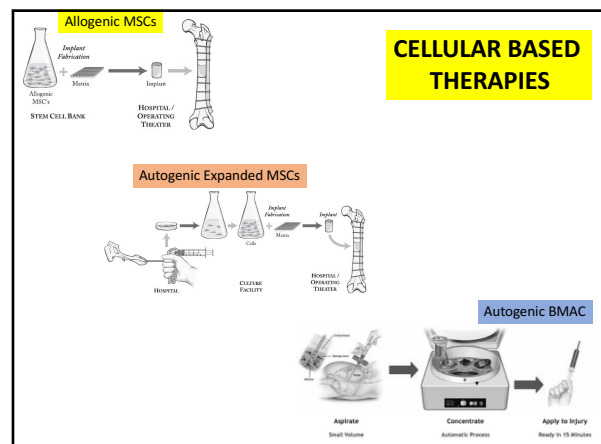 Allogenic MSCs
CELLULAR BASED
THERAPIES
Implant
Fabrication
Allogenic
MSC's
Matrix
Implant
STEM CELL BANK
HOSPITAL /
OPERATING
THEATER
Autogenic Expanded MSCs
Implant
Fabrication
Implant
Cells
Matrix
HOSPITAL
CULTURE
FACILITY
HOSPITAL /
OPERATING
THEATER
Autogenic BMAC
Aspirate
Small Volume
Concentrate
Automatic Process
Apply to Injury
Ready in 15 Minutes